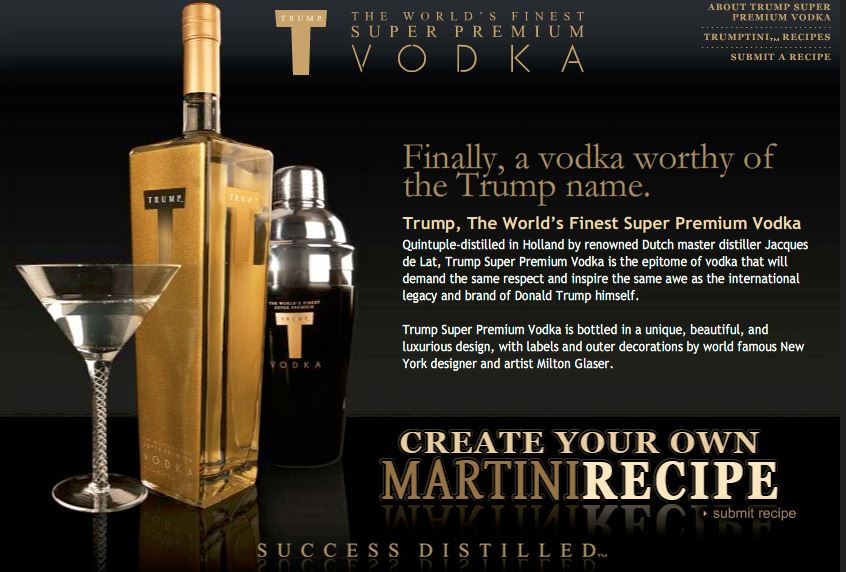 TRUMP
T
THE WORLD'S FINEST
SUPER PREMIUM
VODKA
ABOUT TRUMP SUPER
PREMIUM VODKA
TRUMPTINI™ RECIPES
SUBMIT A RECIPE
Finally, a vodka worthy of
the Trump name.
Trump, The World's Finest Super Premium Vodka
Quintuple-distilled in Holland by renowned Dutch master distiller Jacques
de Lat, Trump Super Premium Vodka is the epitome of vodka that will
demand the same respect and inspire the same awe as the international
legacy and brand of Donald Trump himself.
Trump Super Premium Vodka is bottled in a unique, beautiful, and
luxurious design, with labels and outer decorations by world famous New
York designer and artist Milton Glaser.
TRUMP
T
TRUMP
T
VODKA
THE WORLD'S FINEST
SUPER PREMIUM
TRUMP
T
VODKA
CREATE YOUR OWN
MARTINIRECIPE
submit recipe
SUCCESS DISTILLED™